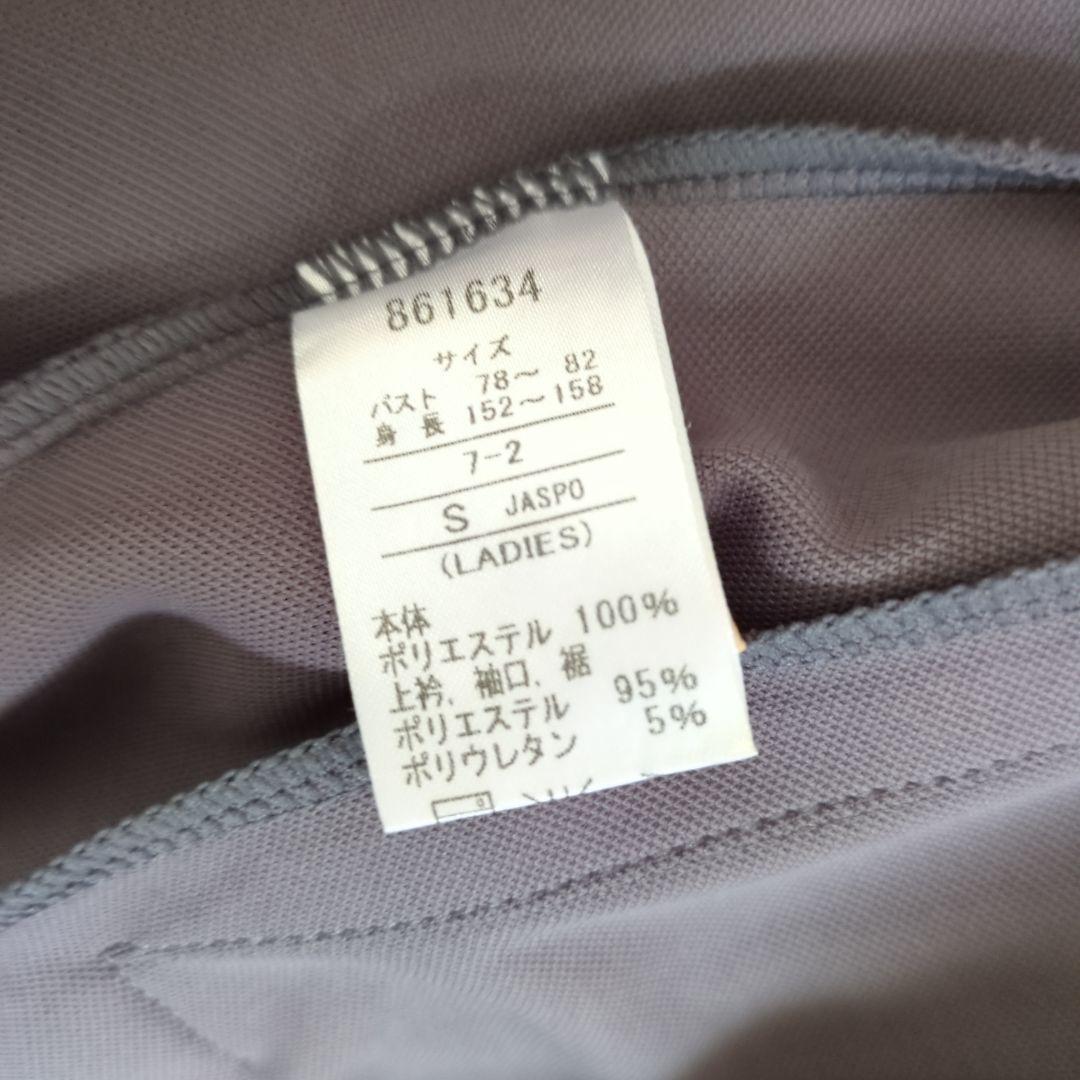 861634
サイズ
バスト 78～ 82
身長 152～158
7-2
S JASPO
(LADIES)
本体
ポリエステル 100%
上衿、袖口、裾
ポリエステル 95%
ポリウレタン 5%